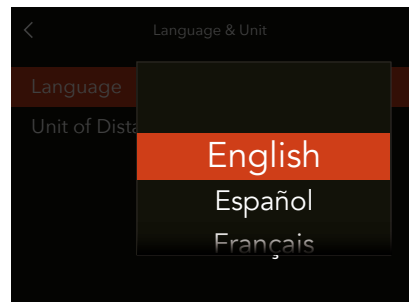 Language & Unit
Language
Unit of Dista
English
Español
Français